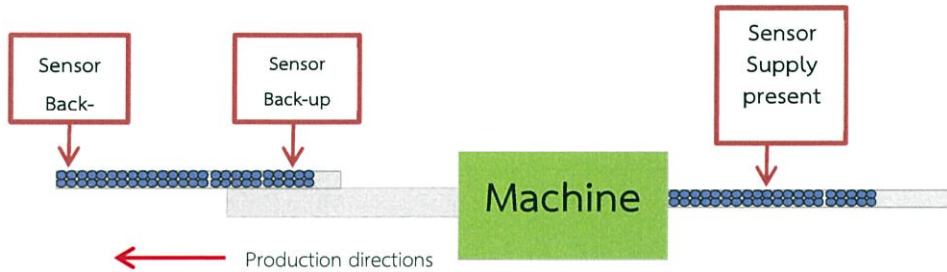 Sensor
Back-
Sensor
Back-up
Sensor
Supply
present
Machine
Production directions